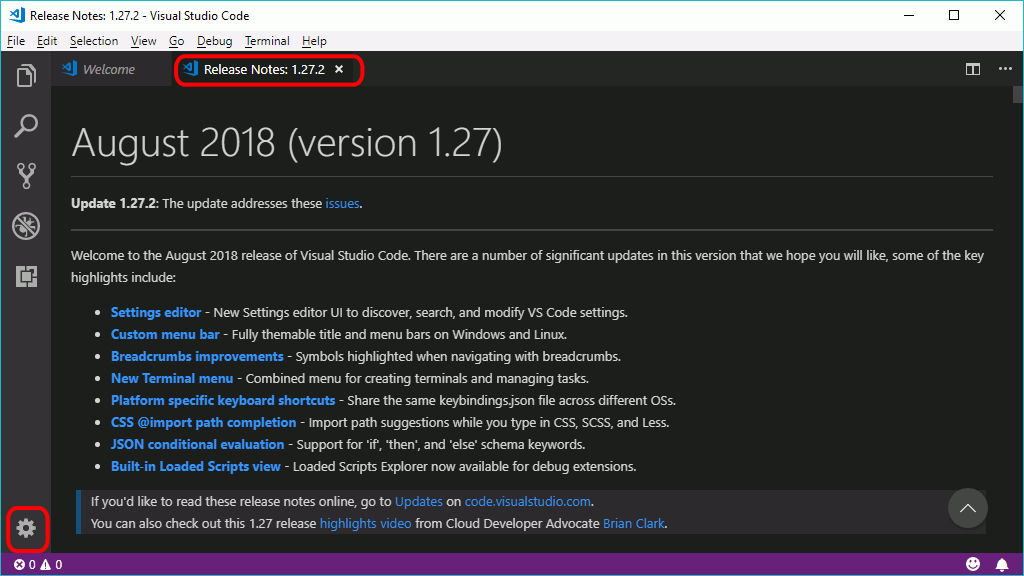 Release Notes: 1.27.2 - Visual Studio Code
File Edit Selection View Go Debug Terminal Help
Welcome Release Notes: 1.27.2
August 2018 (version 1.27)
Update 1.27.2: The update addresses these issues.
Welcome to the August 2018 release of Visual Studio Code. There are a number of significant updates in this version that we hope you will like, some of the key
highlights include:
• Settings editor - New Settings editor UI to discover, search, and modify VS Code settings.
• Custom menu bar - Fully themable title and menu bars on Windows and Linux.
• Breadcrumbs improvements - Symbols highlighted when navigating with breadcrumbs.
• New Terminal menu - Combined menu for creating terminals and managing tasks.
• Platform specific keyboard shortcuts - Share the same keybindings.json file across different OSs.
• CSS @import path completion - Import path suggestions while you type in CSS, SCSS, and Less.
• JSON conditional evaluation - Support for 'if', 'then', and 'else' schema keywords.
• Built-in Loaded Scripts view - Loaded Scripts Explorer now available for debug extensions.
If you'd like to read these release notes online, go to Updates on code.visualstudio.com.
You can also check out this 1.27 release highlights video from Cloud Developer Advocate Brian Clark.
0 0